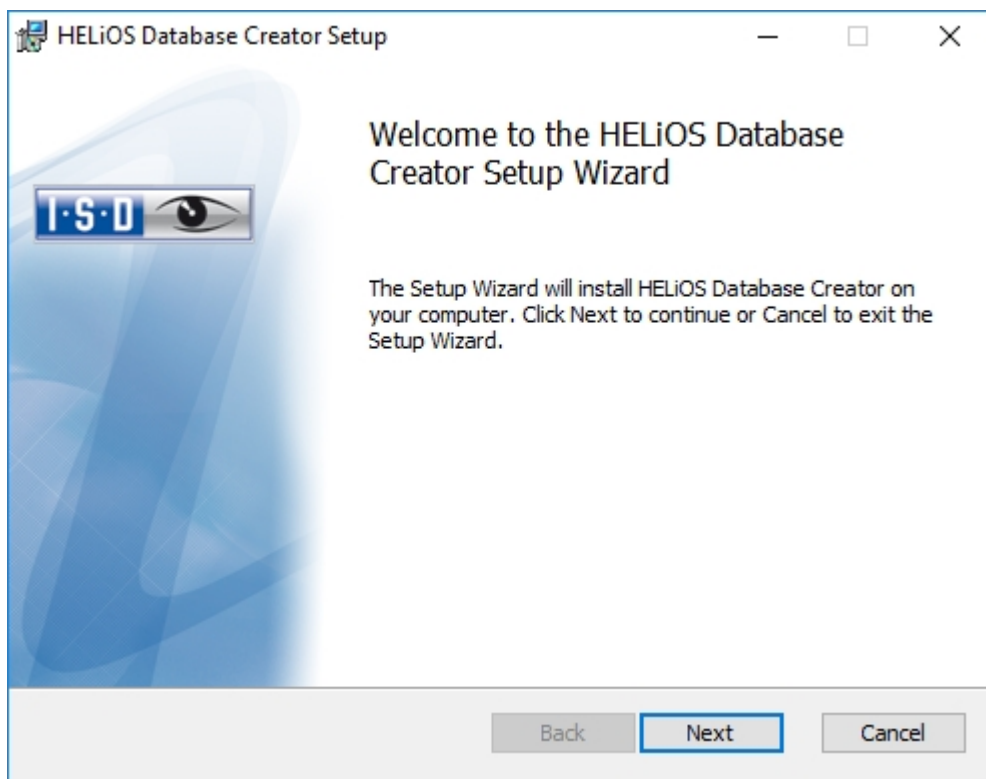 HELiOS Database Creator Setup
Welcome to the HELiOS Database
Creator Setup Wizard
I·S·D
The Setup Wizard will install HELiOS Database Creator on
your computer. Click Next to continue or Cancel to exit the
Setup Wizard.
Back
Next
Cancel